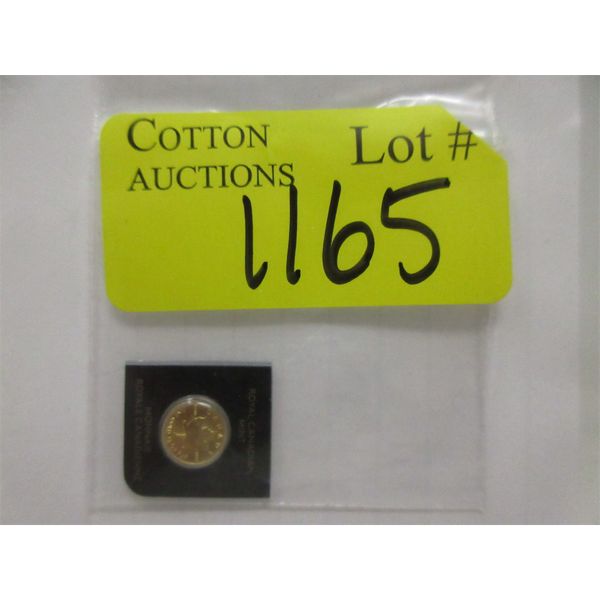 COTTON
AUCTIONS
Lot #
1165
ROYAL CANADIAN
MINT
MONNAIE
ROYALE CANADIENNE